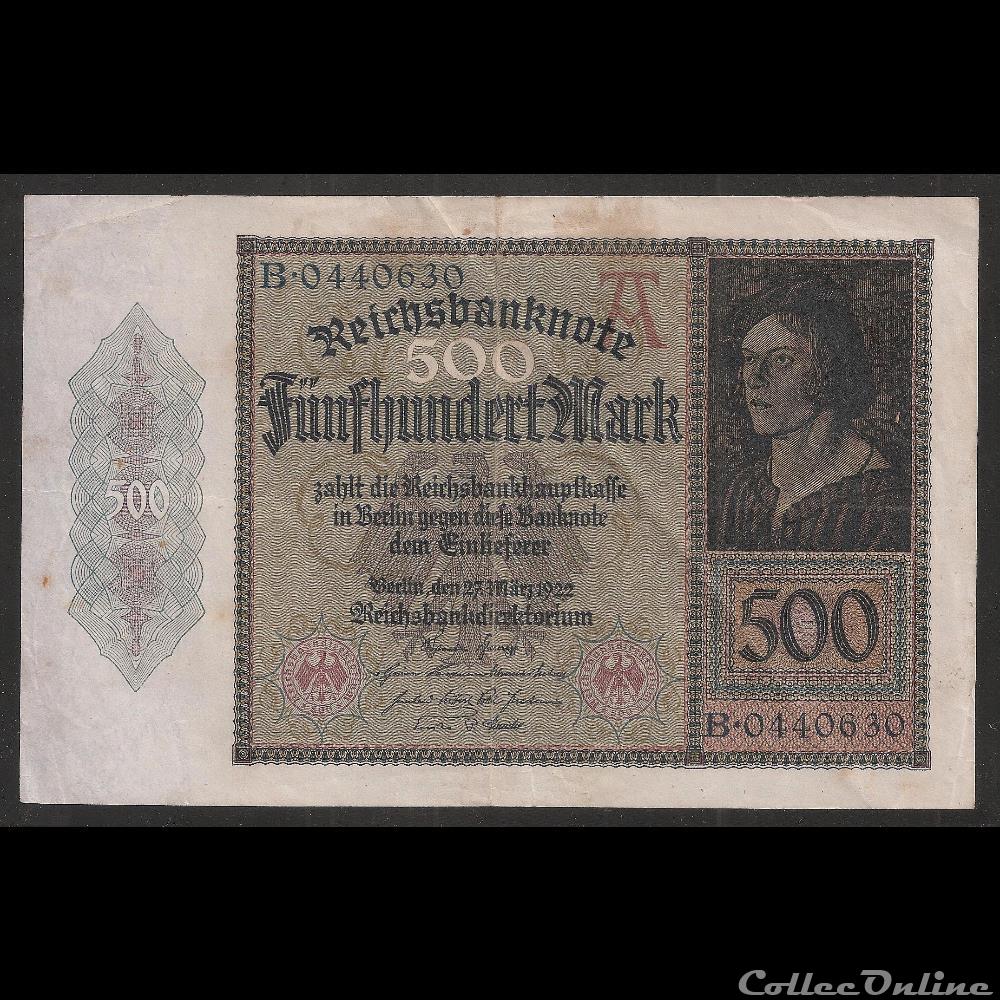 B·0440630
A
Reichsbanknote
500
Fünfhundert Mark
zahlt die Reichsbankhauptkasse
in Berlin gegen diese Banknote
dem Einlieferer
Berlin, den 27. März 1922
Reichsbankdirektorium
500
500
B·0440630
CollecOnline